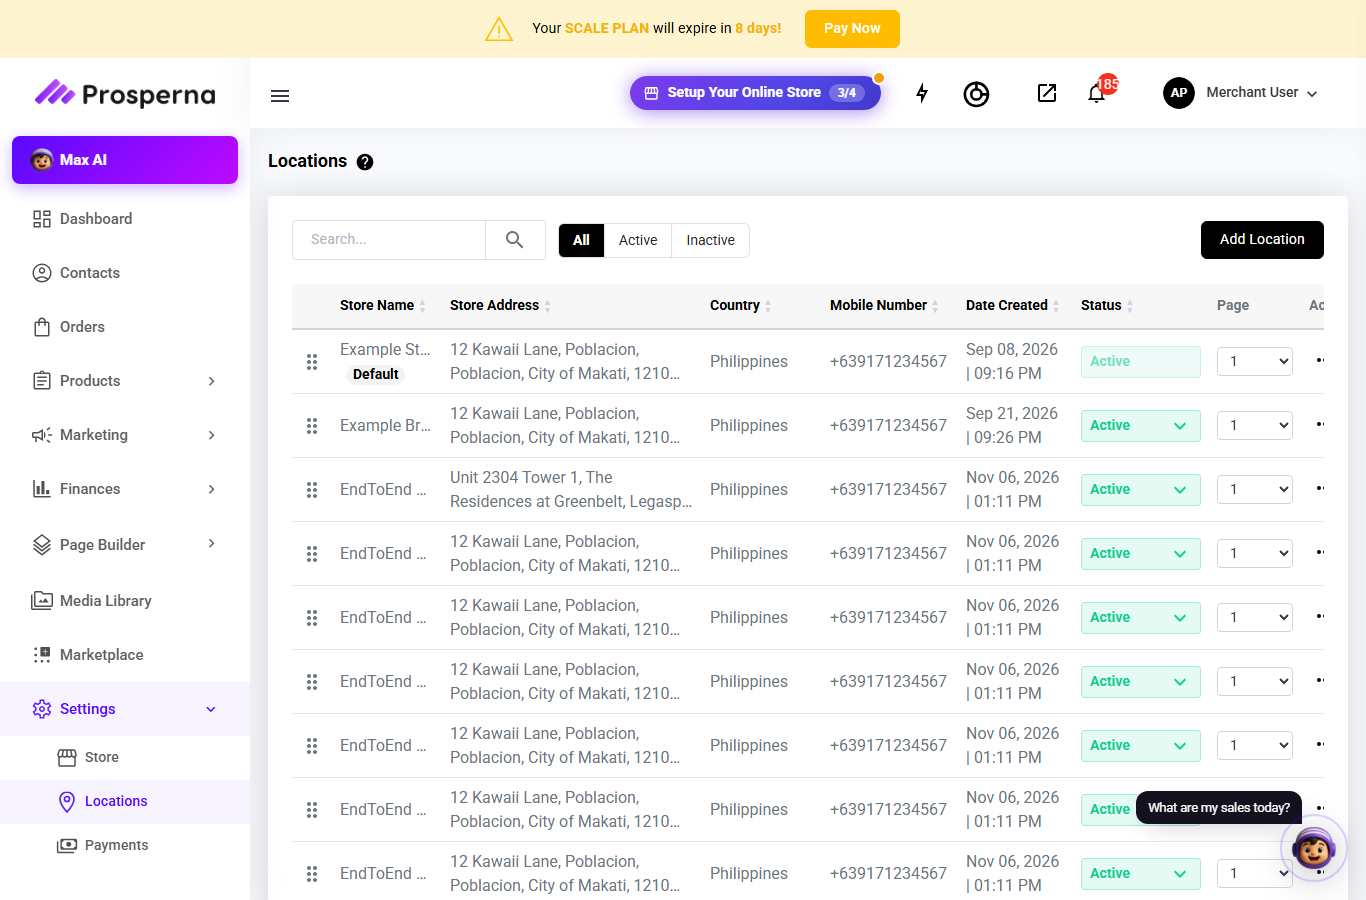 Your SCALE PLAN will expire in 8 days!
Pay Now
Prosperna
Setup Your Online Store 3/4
185
AP
Merchant User
Max AI
Dashboard
Contacts
Orders
Products
Marketing
Finances
Page Builder
Media Library
Marketplace
Settings
Store
Locations
Payments
Locations
Search...
All
Active
Inactive
Add Location
Store Name
Store Address
Country
Mobile Number
Date Created
Status
Page
Ac
Example St...
Default
12 Kawaii Lane, Poblacion,
Poblacion, City of Makati, 1210...
Philippines
+639171234567
Sep 08, 2026
| 09:16 PM
Active
1
Example Br...
12 Kawaii Lane, Poblacion,
Poblacion, City of Makati, 1210...
Philippines
+639171234567
Sep 21, 2026
| 09:26 PM
Active
1
EndToEnd ...
Unit 2304 Tower 1, The
Residences at Greenbelt, Legasp...
Philippines
+639171234567
Nov 06, 2026
| 01:11 PM
Active
1
EndToEnd ...
12 Kawaii Lane, Poblacion,
Poblacion, City of Makati, 1210...
Philippines
+639171234567
Nov 06, 2026
| 01:11 PM
Active
1
EndToEnd ...
12 Kawaii Lane, Poblacion,
Poblacion, City of Makati, 1210...
Philippines
+639171234567
Nov 06, 2026
| 01:11 PM
Active
1
EndToEnd ...
12 Kawaii Lane, Poblacion,
Poblacion, City of Makati, 1210...
Philippines
+639171234567
Nov 06, 2026
| 01:11 PM
Active
1
EndToEnd ...
12 Kawaii Lane, Poblacion,
Poblacion, City of Makati, 1210...
Philippines
+639171234567
Nov 06, 2026
| 01:11 PM
Active
1
EndToEnd ...
12 Kawaii Lane, Poblacion,
Poblacion, City of Makati, 1210...
Philippines
+639171234567
Nov 06, 2026
| 01:11 PM
Active
What are my sales today?
EndToEnd ...
12 Kawaii Lane, Poblacion,
Poblacion, City of Makati, 1210...
Philippines
+639171234567
Nov 06, 2026
| 01:11 PM
Active
1